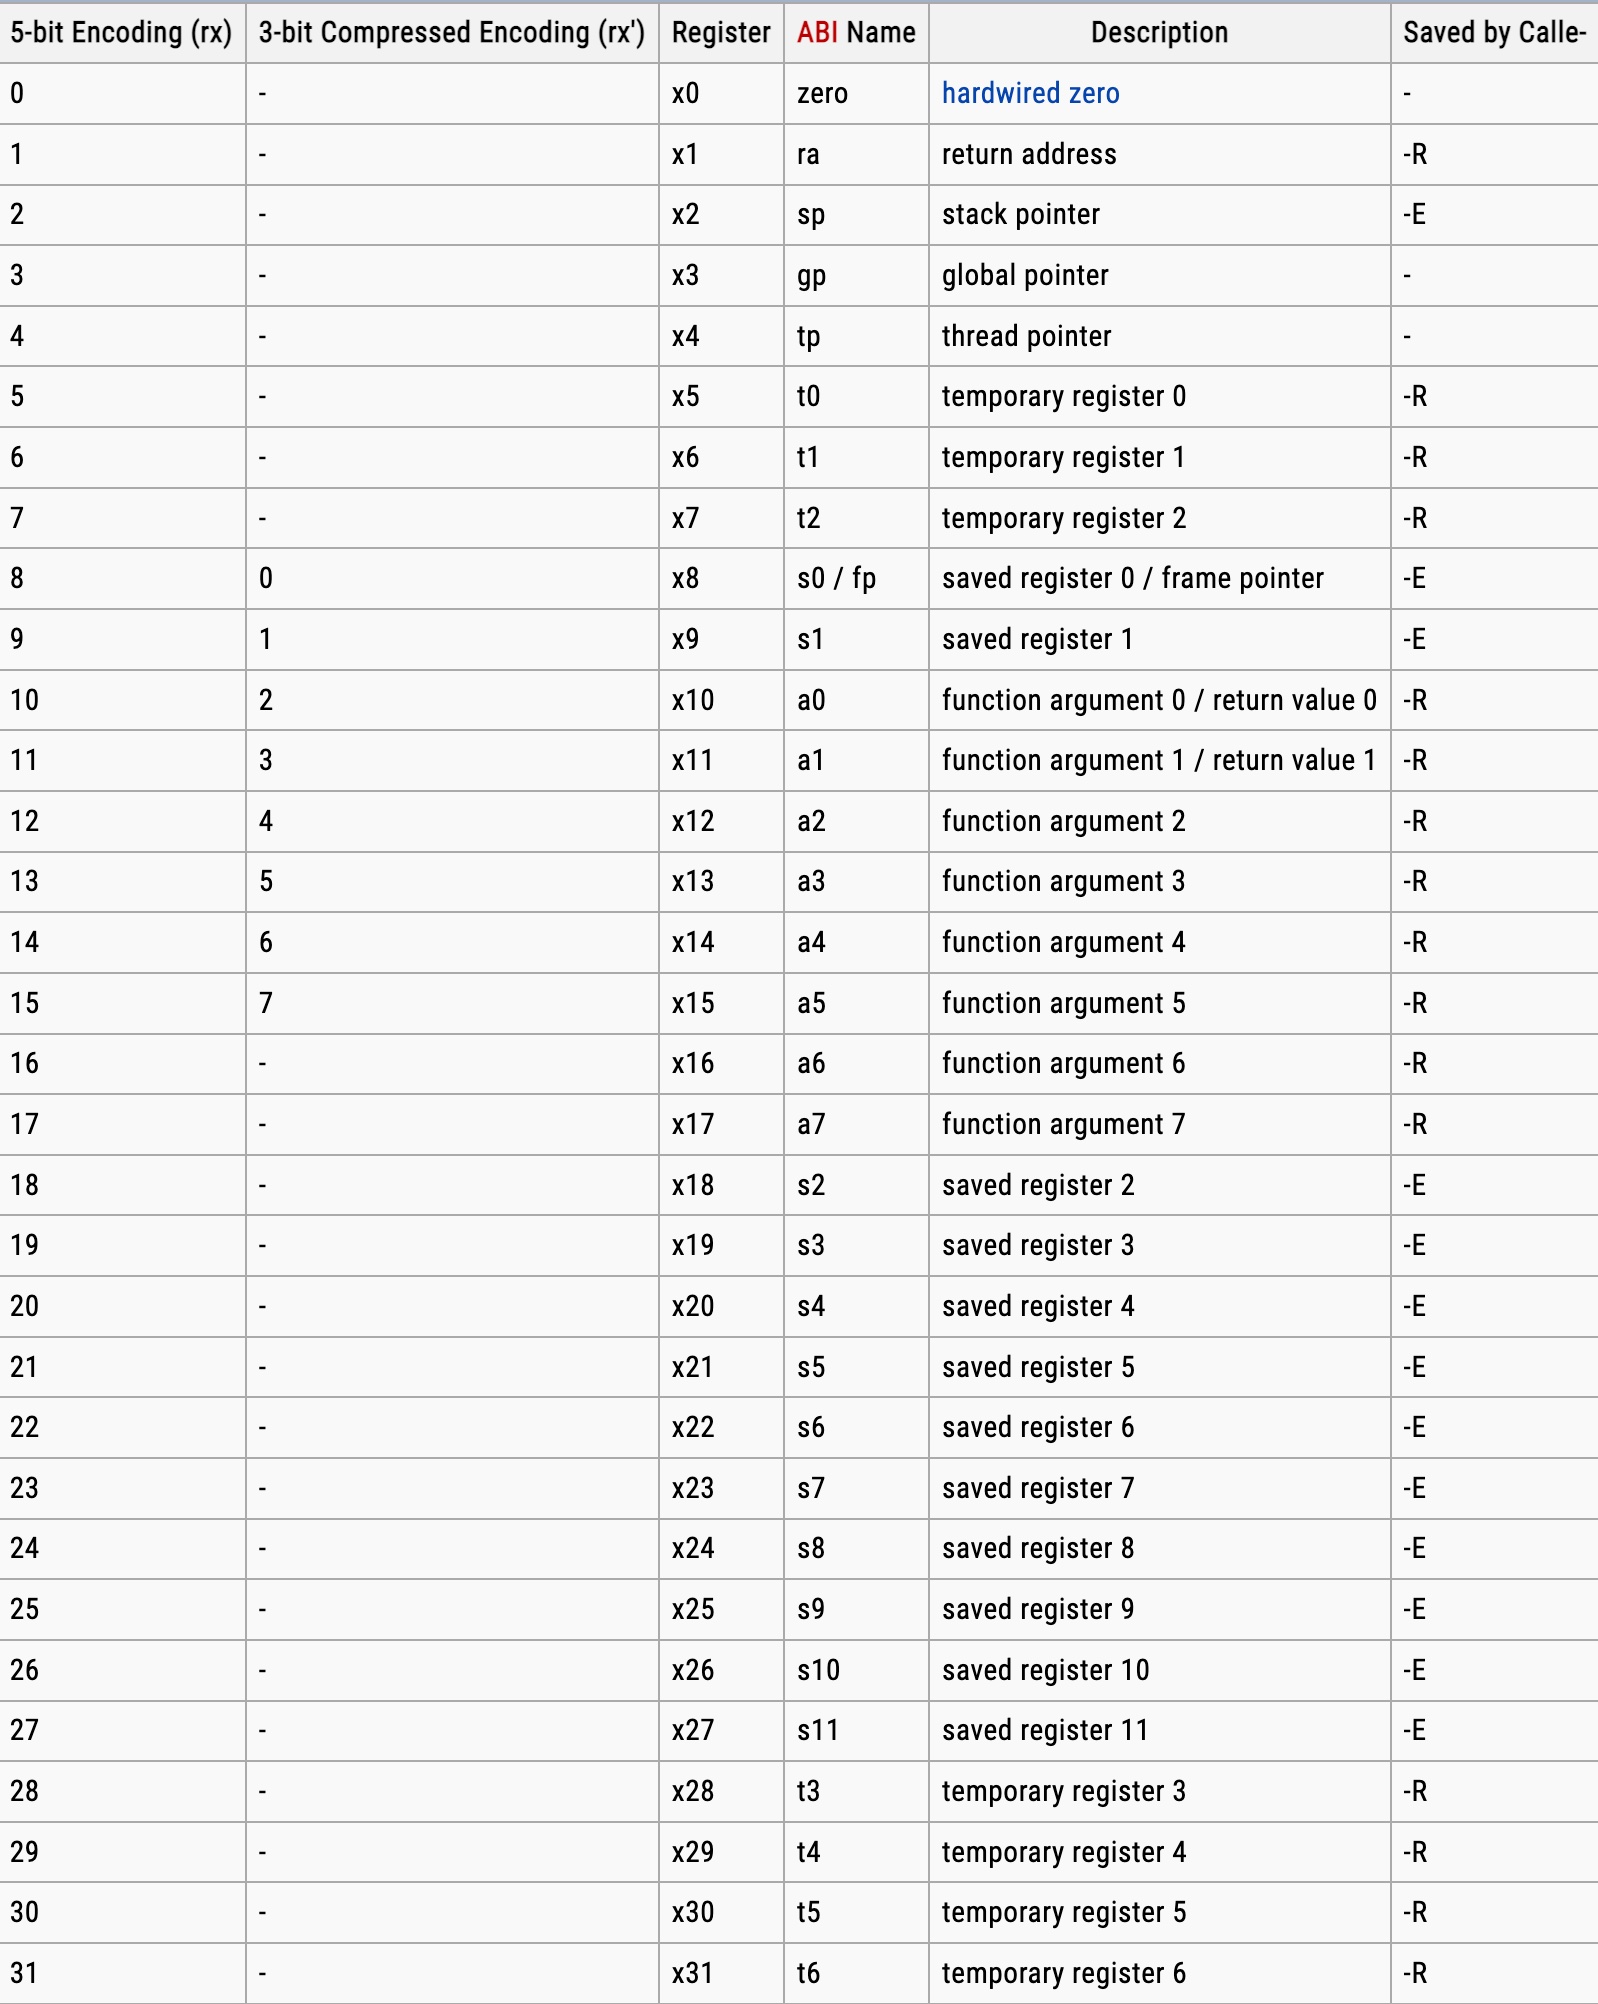 5-bit Encoding (rx) 3-bit Compressed Encoding (rx') Register ABI Name Description Saved by Calle-
0 - x0 zero hardwired zero -
1 - x1 ra return address -R
2 - x2 sp stack pointer -E
3 - x3 gp global pointer -
4 - x4 tp thread pointer -
5 - x5 t0 temporary register 0 -R
6 - x6 t1 temporary register 1 -R
7 - x7 t2 temporary register 2 -R
8 0 x8 s0 / fp saved register 0 / frame pointer -E
9 1 x9 s1 saved register 1 -E
10 2 x10 a0 function argument 0 / return value 0 -R
11 3 x11 a1 function argument 1 / return value 1 -R
12 4 x12 a2 function argument 2 -R
13 5 x13 a3 function argument 3 -R
14 6 x14 a4 function argument 4 -R
15 7 x15 a5 function argument 5 -R
16 - x16 a6 function argument 6 -R
17 - x17 a7 function argument 7 -R
18 - x18 s2 saved register 2 -E
19 - x19 s3 saved register 3 -E
20 - x20 s4 saved register 4 -E
21 - x21 s5 saved register 5 -E
22 - x22 s6 saved register 6 -E
23 - x23 s7 saved register 7 -E
24 - x24 s8 saved register 8 -E
25 - x25 s9 saved register 9 -E
26 - x26 s10 saved register 10 -E
27 - x27 s11 saved register 11 -E
28 - x28 t3 temporary register 3 -R
29 - x29 t4 temporary register 4 -R
30 - x30 t5 temporary register 5 -R
31 - x31 t6 temporary register 6 -R